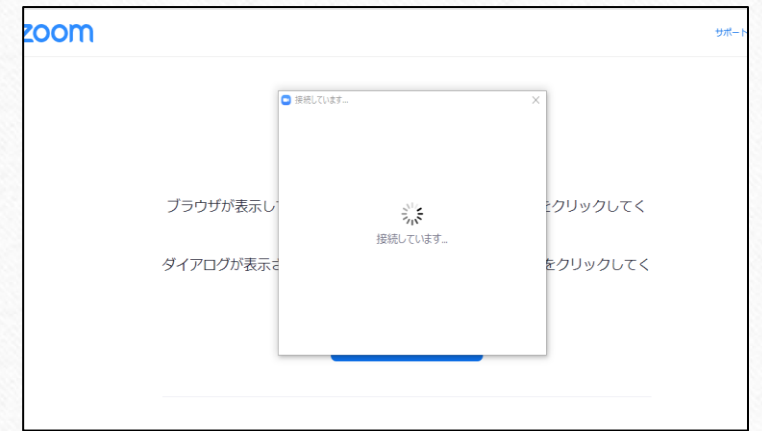 zoom
サポート
接続しています...
ブラウザが表示し
をクリックしてく
接続しています...
ダイアログが表示さ
をクリックしてく